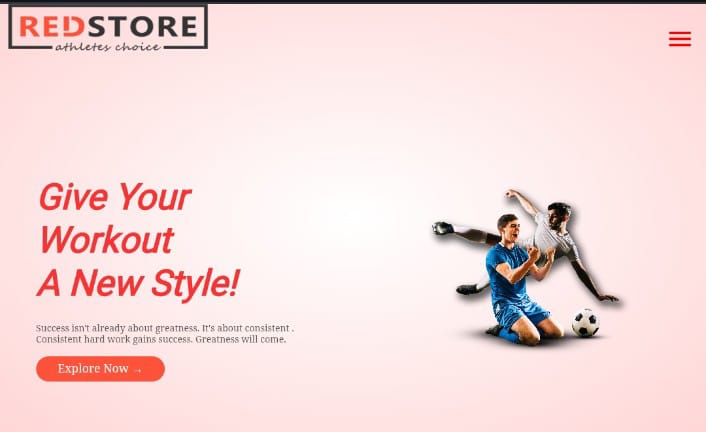 REDSTORE
athletes choice
Give Your
Workout
A New Style!
Success isn't already about greatness. It's about consistent .
Consistent hard work gains success. Greatness will come.
Explore Now →